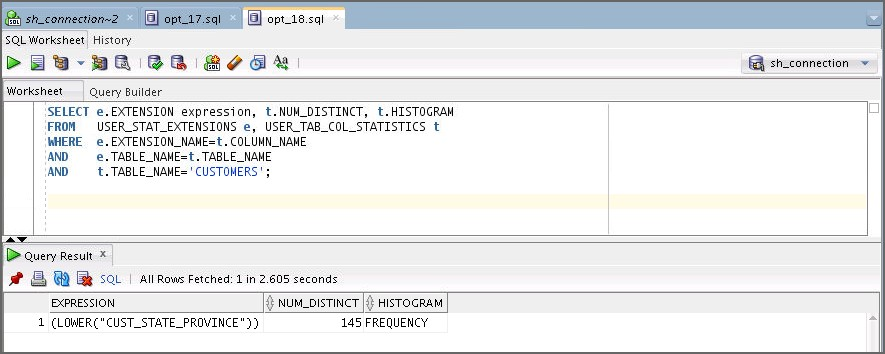 sh_connection~2 opt_17.sql opt_18.sql
SQL Worksheet History
Aa
sh_connection
Worksheet Query Builder
SELECT e.EXTENSION expression, t.NUM_DISTINCT, t.HISTOGRAM
FROM   USER_STAT_EXTENSIONS e, USER_TAB_COL_STATISTICS t
WHERE  e.EXTENSION_NAME=t.COLUMN_NAME
AND    e.TABLE_NAME=t.TABLE_NAME
AND    t.TABLE_NAME='CUSTOMERS';
Query Result x
SQL | All Rows Fetched: 1 in 2.605 seconds
EXPRESSION NUM_DISTINCT HISTOGRAM
1 (LOWER("CUST_STATE_PROVINCE")) 145 FREQUENCY